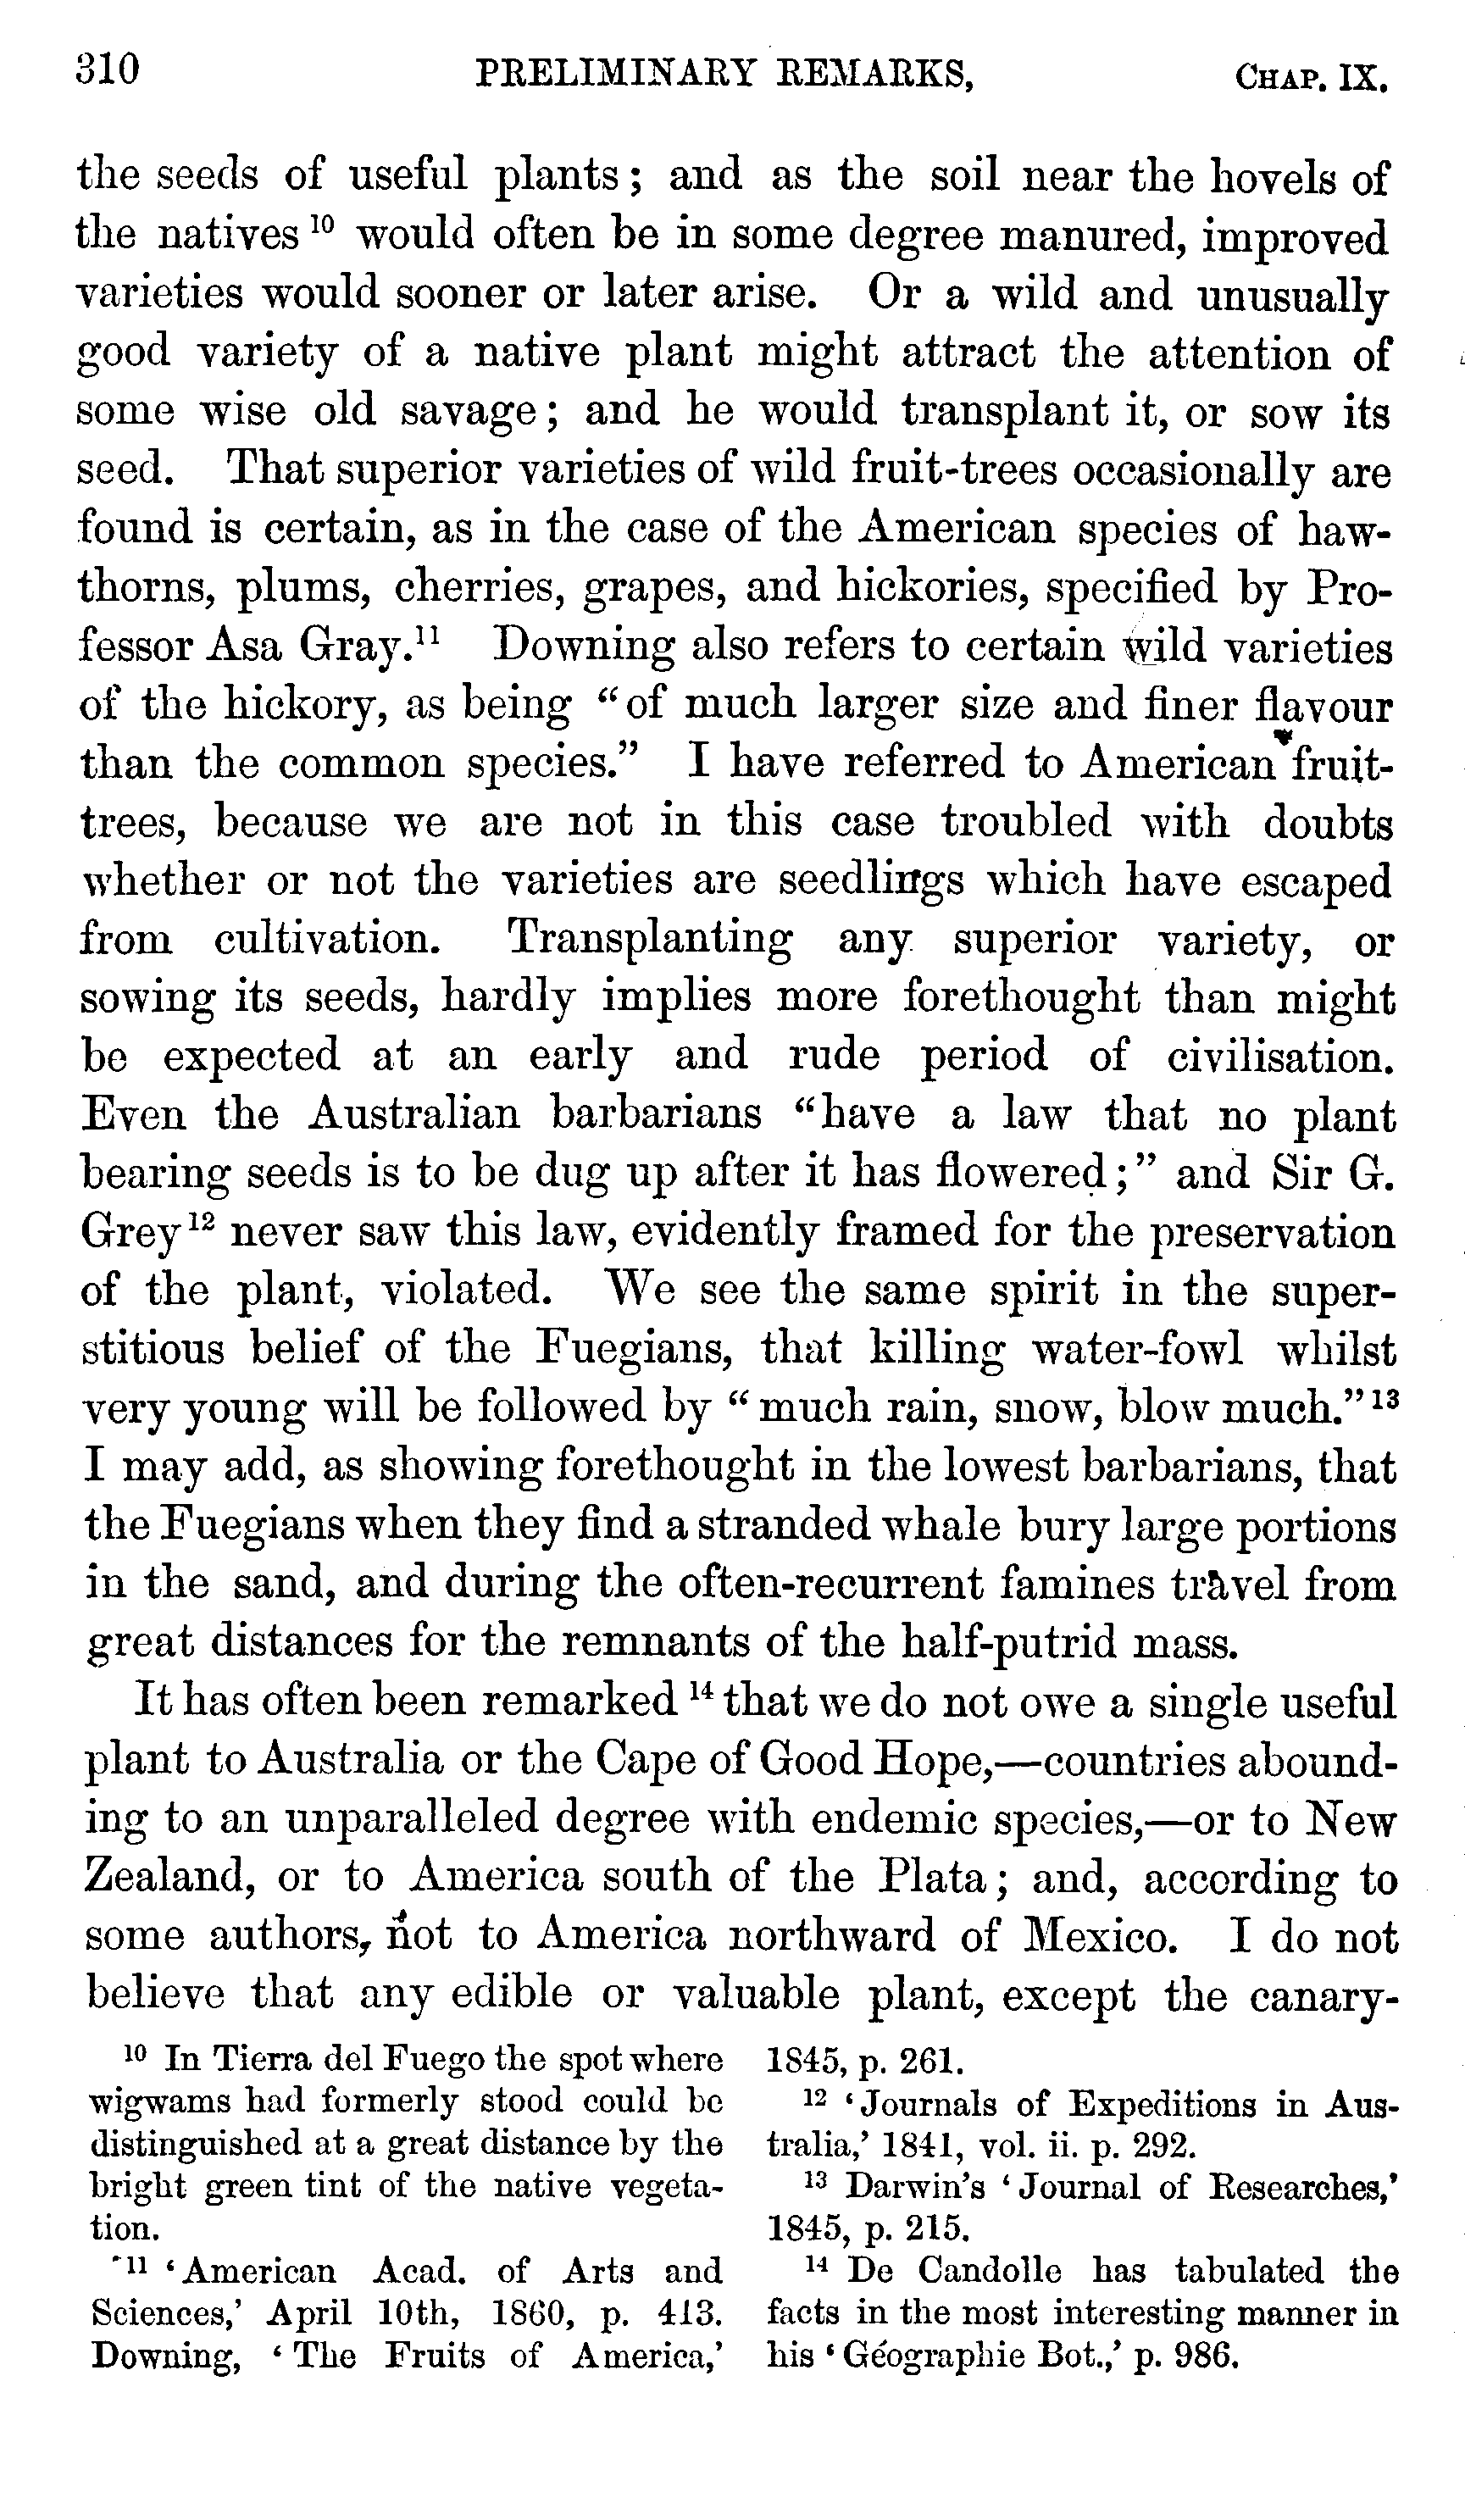 310 PRELIMINARY REMARKS, CHAP. IX.
the seeds of useful plants; and as the soil near the hovels of
the natives ¹⁰ would often be in some degree manured, improved
varieties would sooner or later arise. Or a wild and unusually
good variety of a native plant might attract the attention of
some wise old savage; and he would transplant it, or sow its
seed. That superior varieties of wild fruit-trees occasionally are
found is certain, as in the case of the American species of haw-
thorns, plums, cherries, grapes, and hickories, specified by Pro-
fessor Asa Gray.¹¹ Downing also refers to certain wild varieties
of the hickory, as being "of much larger size and finer flavour
than the common species." I have referred to American fruit-
trees, because we are not in this case troubled with doubts
whether or not the varieties are seedlings which have escaped
from cultivation. Transplanting any superior variety, or
sowing its seeds, hardly implies more forethought than might
be expected at an early and rude period of civilisation.
Even the Australian barbarians "have a law that no plant
bearing seeds is to be dug up after it has flowered;" and Sir G.
Grey ¹² never saw this law, evidently framed for the preservation
of the plant, violated. We see the same spirit in the super-
stitious belief of the Fuegians, that killing water-fowl whilst
very young will be followed by "much rain, snow, blow much."¹³
I may add, as showing forethought in the lowest barbarians, that
the Fuegians when they find a stranded whale bury large portions
in the sand, and during the often-recurrent famines travel from
great distances for the remnants of the half-putrid mass.
It has often been remarked ¹⁴ that we do not owe a single useful
plant to Australia or the Cape of Good Hope,—countries abound-
ing to an unparalleled degree with endemic species,—or to New
Zealand, or to America south of the Plata; and, according to
some authors, not to America northward of Mexico. I do not
believe that any edible or valuable plant, except the canary-
¹⁰ In Tierra del Fuego the spot where
wigwams had formerly stood could be
distinguished at a great distance by the
bright green tint of the native vegeta-
tion.
¹¹ 'American Acad. of Arts and
Sciences,' April 10th, 1860, p. 413.
Downing, 'The Fruits of America,'
1845, p. 261.
¹² 'Journals of Expeditions in Aus-
tralia,' 1841, vol. ii. p. 292.
¹³ Darwin's 'Journal of Researches,'
1845, p. 215.
¹⁴ De Candolle has tabulated the
facts in the most interesting manner in
his 'Géographie Bot.,' p. 986.